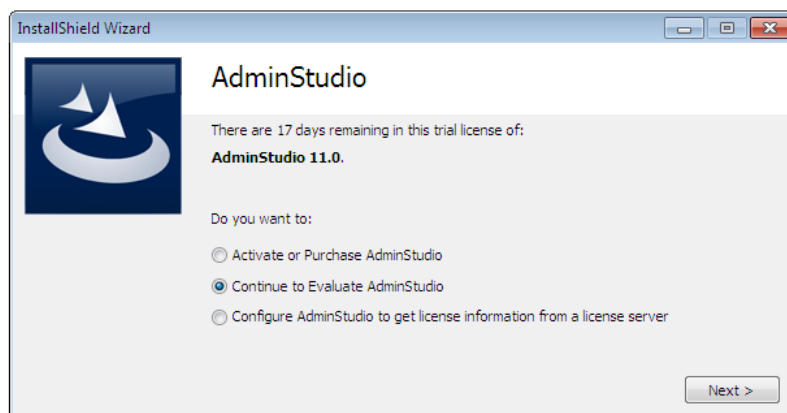 InstallShield Wizard
AdminStudio
There are 17 days remaining in this trial license of:
AdminStudio 11.0.
Do you want to:
Activate or Purchase AdminStudio
Continue to Evaluate AdminStudio
Configure AdminStudio to get license information from a license server
Next >